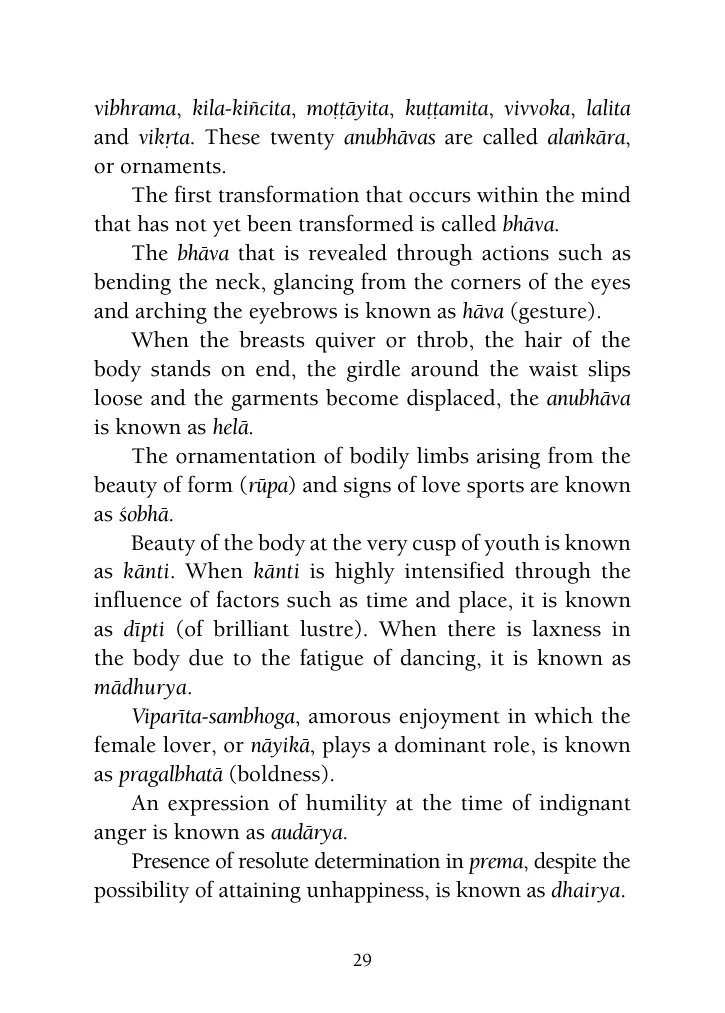 vibhrama, kila-kiñcita, moṭṭāyita, kuṭṭamita, vivvoka, lalita
and vikṛta. These twenty anubhāvas are called alaṅkāra,
or ornaments.
The first transformation that occurs within the mind
that has not yet been transformed is called bhāva.
The bhāva that is revealed through actions such as
bending the neck, glancing from the corners of the eyes
and arching the eyebrows is known as hāva (gesture).
When the breasts quiver or throb, the hair of the
body stands on end, the girdle around the waist slips
loose and the garments become displaced, the anubhāva
is known as helā.
The ornamentation of bodily limbs arising from the
beauty of form (rūpa) and signs of love sports are known
as śobhā.
Beauty of the body at the very cusp of youth is known
as kānti. When kānti is highly intensified through the
influence of factors such as time and place, it is known
as dīpti (of brilliant lustre). When there is laxness in
the body due to the fatigue of dancing, it is known as
mādhurya.
Viparīta-sambhoga, amorous enjoyment in which the
female lover, or nāyikā, plays a dominant role, is known
as pragalbhatā (boldness).
An expression of humility at the time of indignant
anger is known as audārya.
Presence of resolute determination in prema, despite the
possibility of attaining unhappiness, is known as dhairya.
29